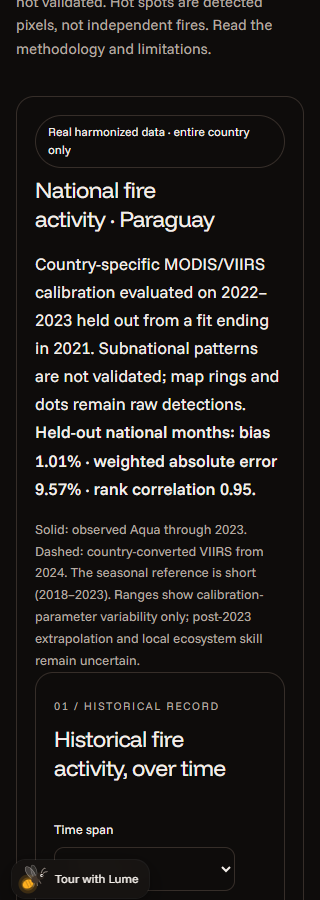 not validated. Hot spots are detected
pixels, not independent fires. Read the
methodology and limitations.
Real harmonized data · entire country
only
National fire
activity · Paraguay
Country-specific MODIS/VIIRS
calibration evaluated on 2022–
2023 held out from a fit ending
in 2021. Subnational patterns
are not validated; map rings and
dots remain raw detections.
Held-out national months: bias
1.01% · weighted absolute error
9.57% · rank correlation 0.95.
Solid: observed Aqua through 2023.
Dashed: country-converted VIIRS from
2024. The seasonal reference is short
(2018–2023). Ranges show calibration-
parameter variability only; post-2023
extrapolation and local ecosystem skill
remain uncertain.
01 / HISTORICAL RECORD
Historical fire
activity, over time
Time span
Tour with Lume